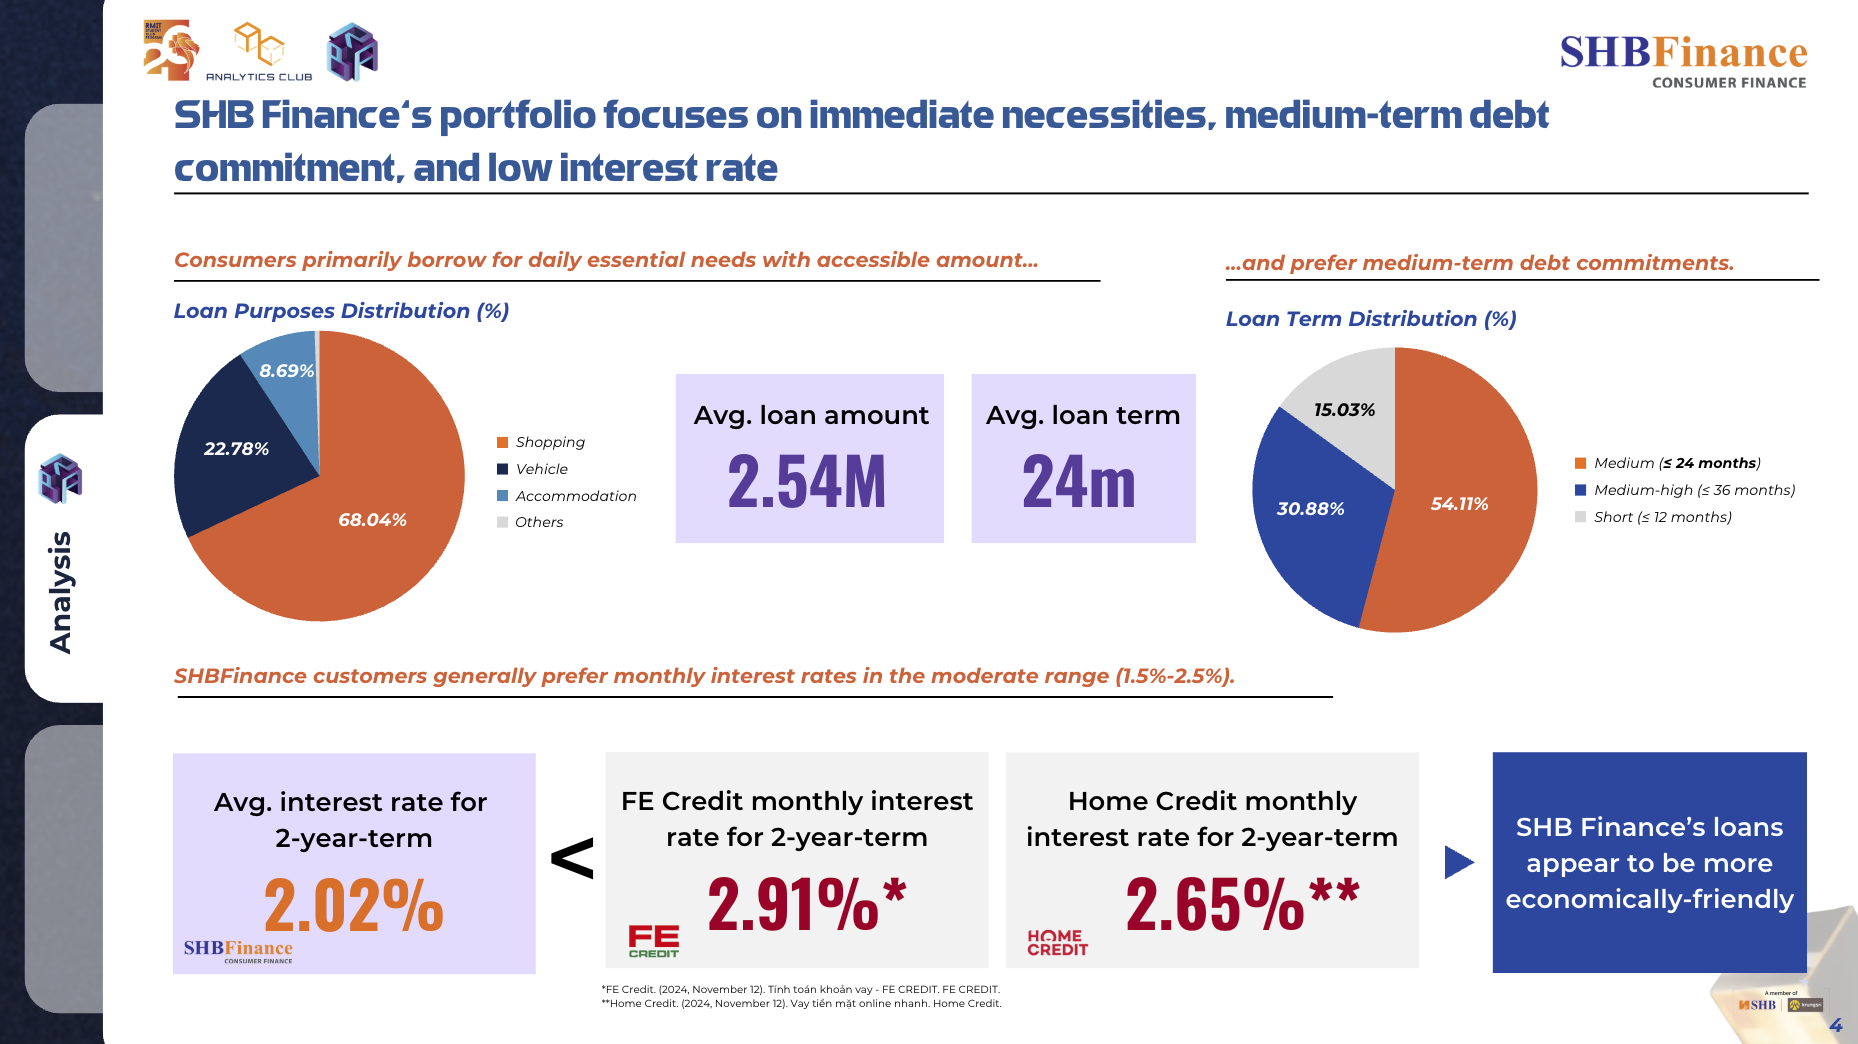 RMIT
STUDENT
CLUB
PROGRAM
ANALYTICS CLUB
SHBFinance
CONSUMER FINANCE
SHB Finance‘s portfolio focuses on immediate necessities, medium-term debt
commitment, and low interest rate
Consumers primarily borrow for daily essential needs with accessible amount...
...and prefer medium-term debt commitments.
Loan Purposes Distribution (%)
8.69%
22.78%
68.04%
Shopping
Vehicle
Accommodation
Others
Avg. loan amount
2.54M
Avg. loan term
24m
Loan Term Distribution (%)
15.03%
30.88%
54.11%
Medium (≤ 24 months)
Medium-high (≤ 36 months)
Short (≤ 12 months)
Analysis
SHBFinance customers generally prefer monthly interest rates in the moderate range (1.5%-2.5%).
Avg. interest rate for
2-year-term
2.02%
SHBFinance
CONSUMER FINANCE
<
FE Credit monthly interest
rate for 2-year-term
2.91%*
FE
CREDIT
Home Credit monthly
interest rate for 2-year-term
2.65%**
HOME
CREDIT
SHB Finance’s loans
appear to be more
economically-friendly
*FE Credit. (2024, November 12). Tính toán khoản vay - FE CREDIT. FE CREDIT.
**Home Credit. (2024, November 12). Vay tiền mặt online nhanh. Home Credit.
A member of
SHB
krungsri
4